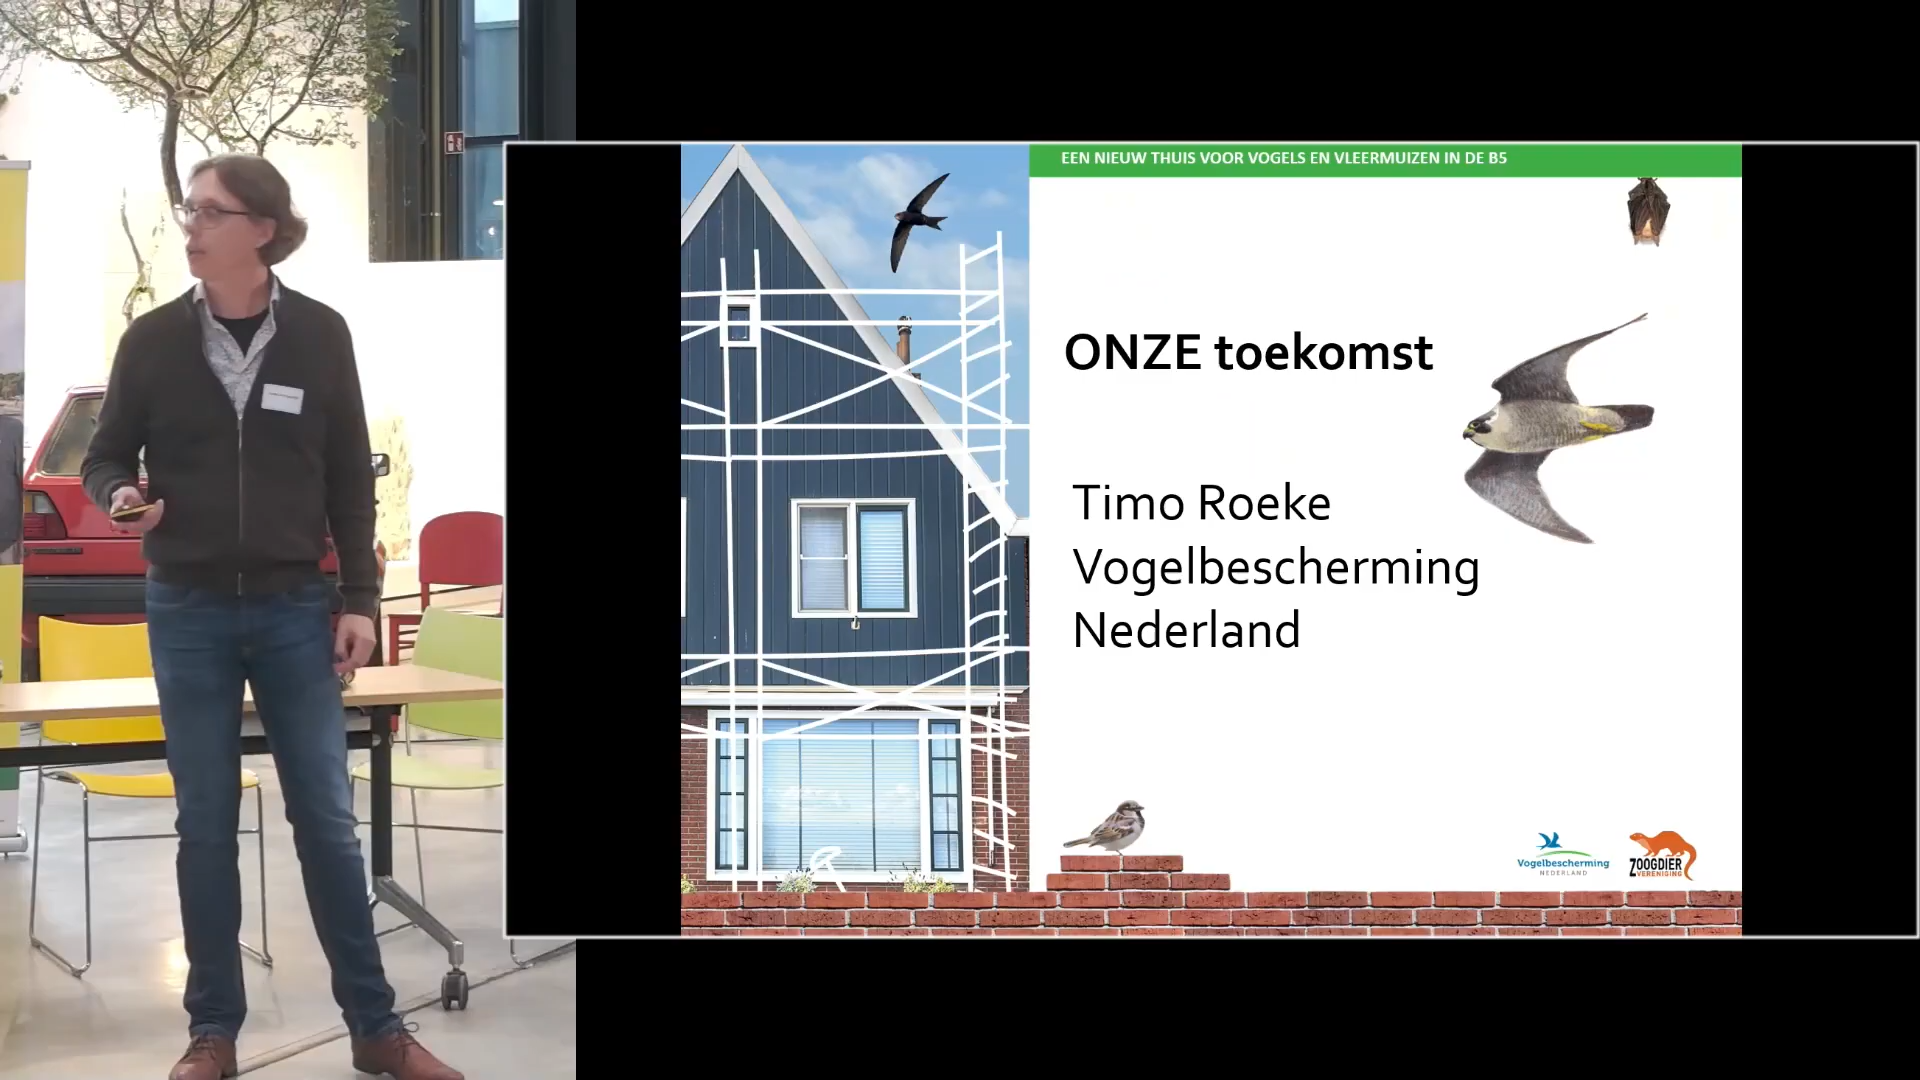 EEN NIEUW THUIS VOOR VOGELS EN VLEERMUIZEN IN DE B5
ONZE toekomst
Timo Roeke
Vogelbescherming
Nederland
Vogelbescherming
NEDERLAND
ZOOGDIER
VERENIGING